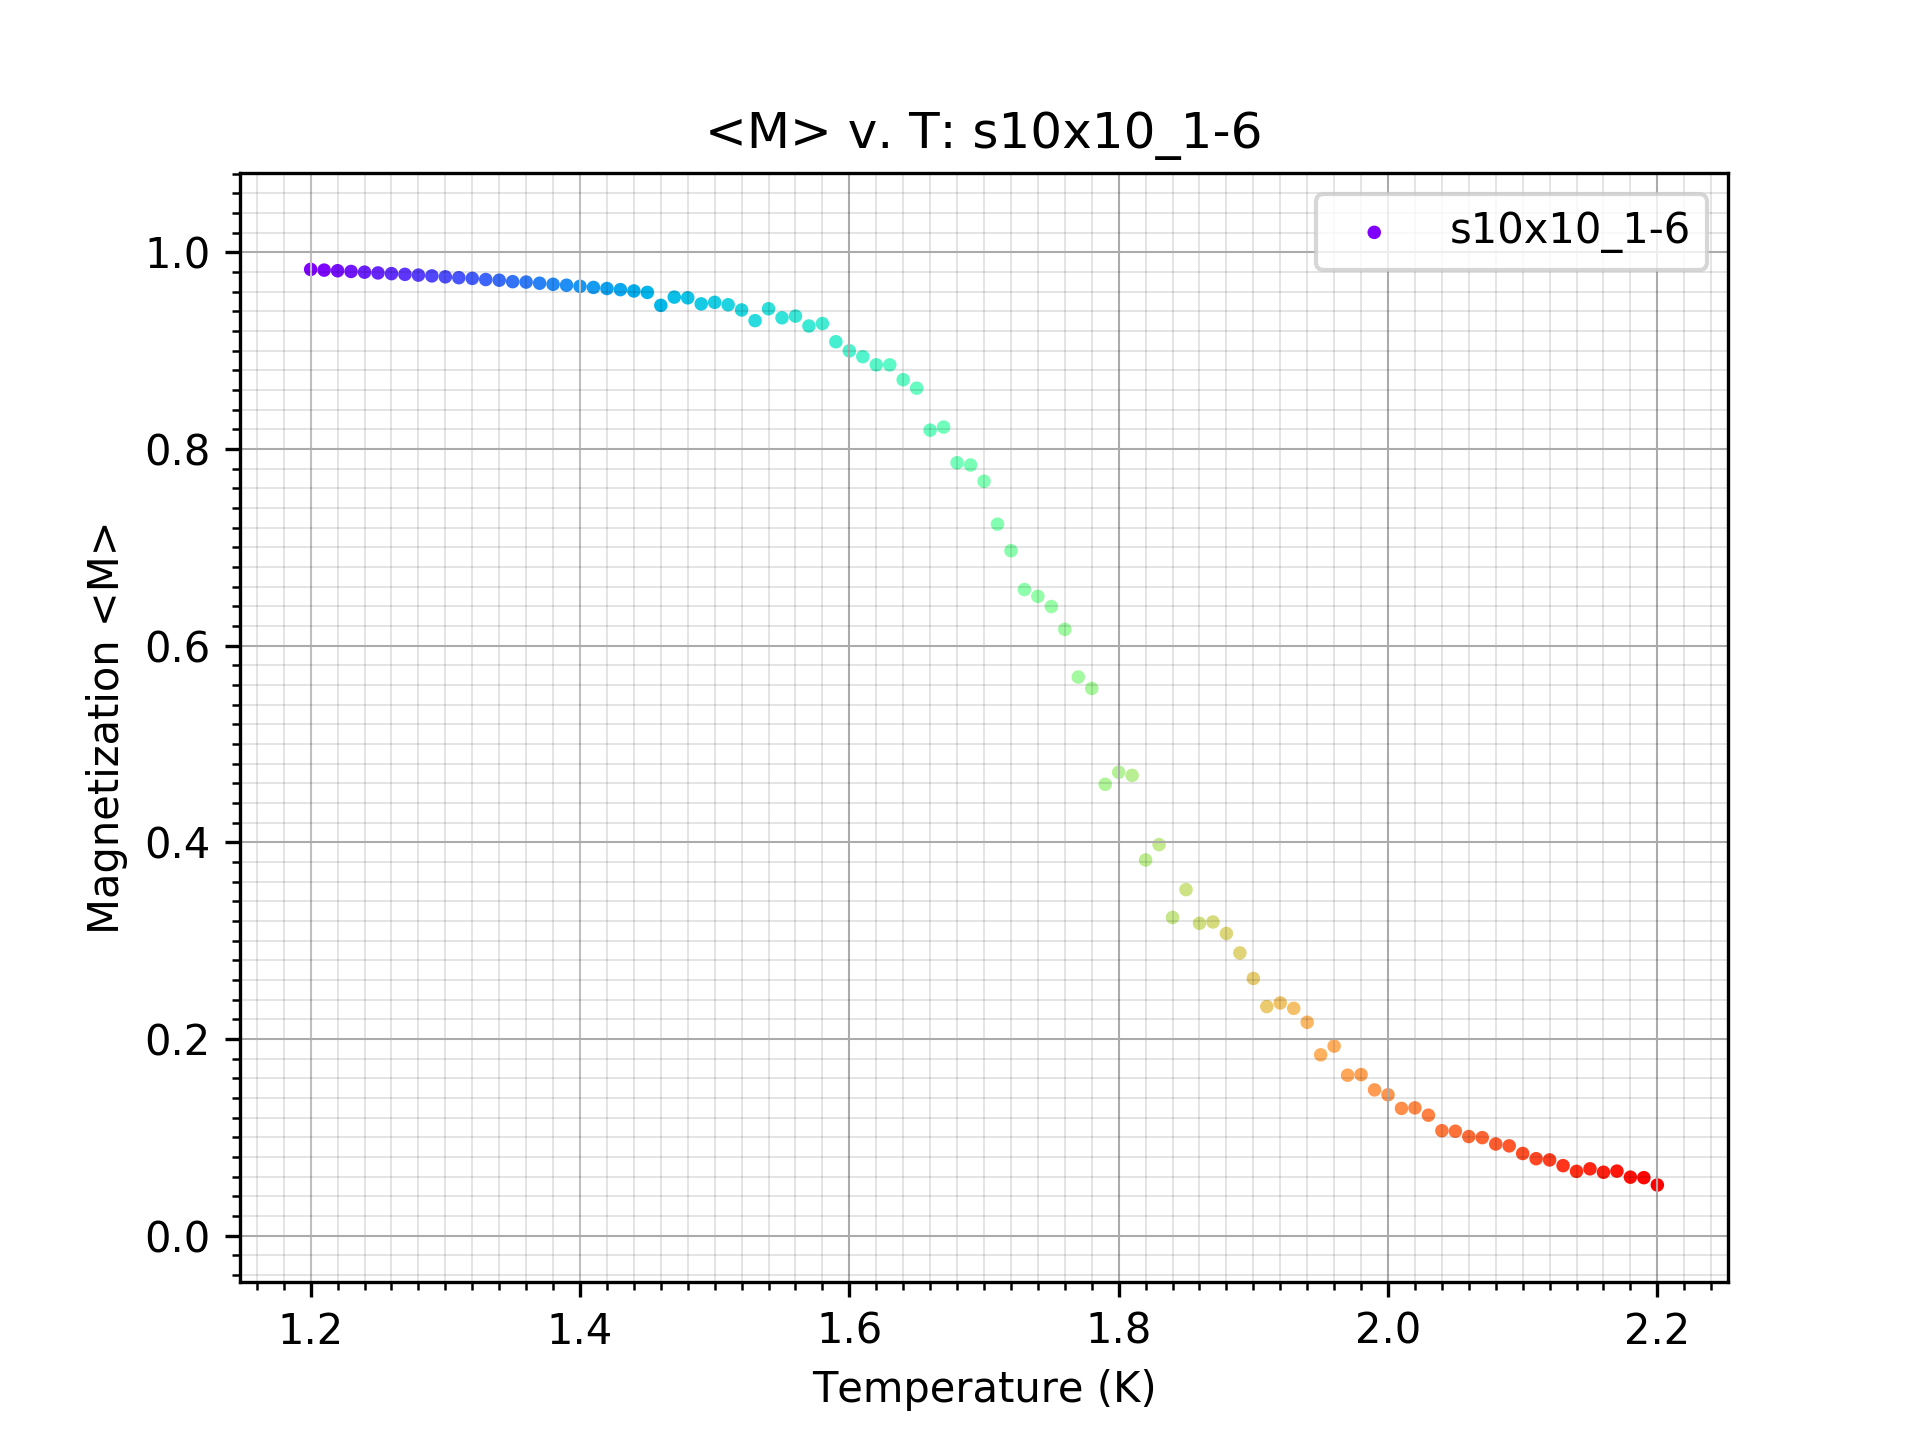 <M> v. T: s10x10_1-6
s10x10_1-6
Magnetization <M>
1.0
0.8
0.6
0.4
0.2
0.0
1.2 1.4 1.6 1.8 2.0 2.2
Temperature (K)